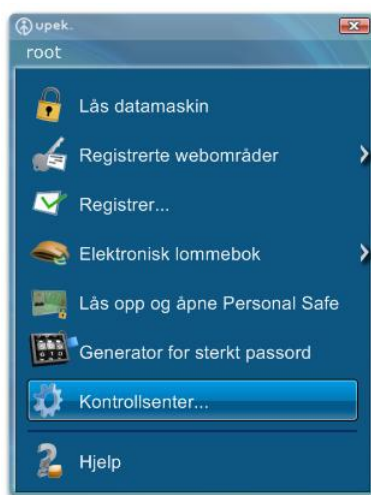 upek
root
Lås datamaskin
Registrerte webområder
Registrer...
Elektronisk lommebok
Lås opp og åpne Personal Safe
Generator for sterkt passord
Kontrollsenter...
Hjelp